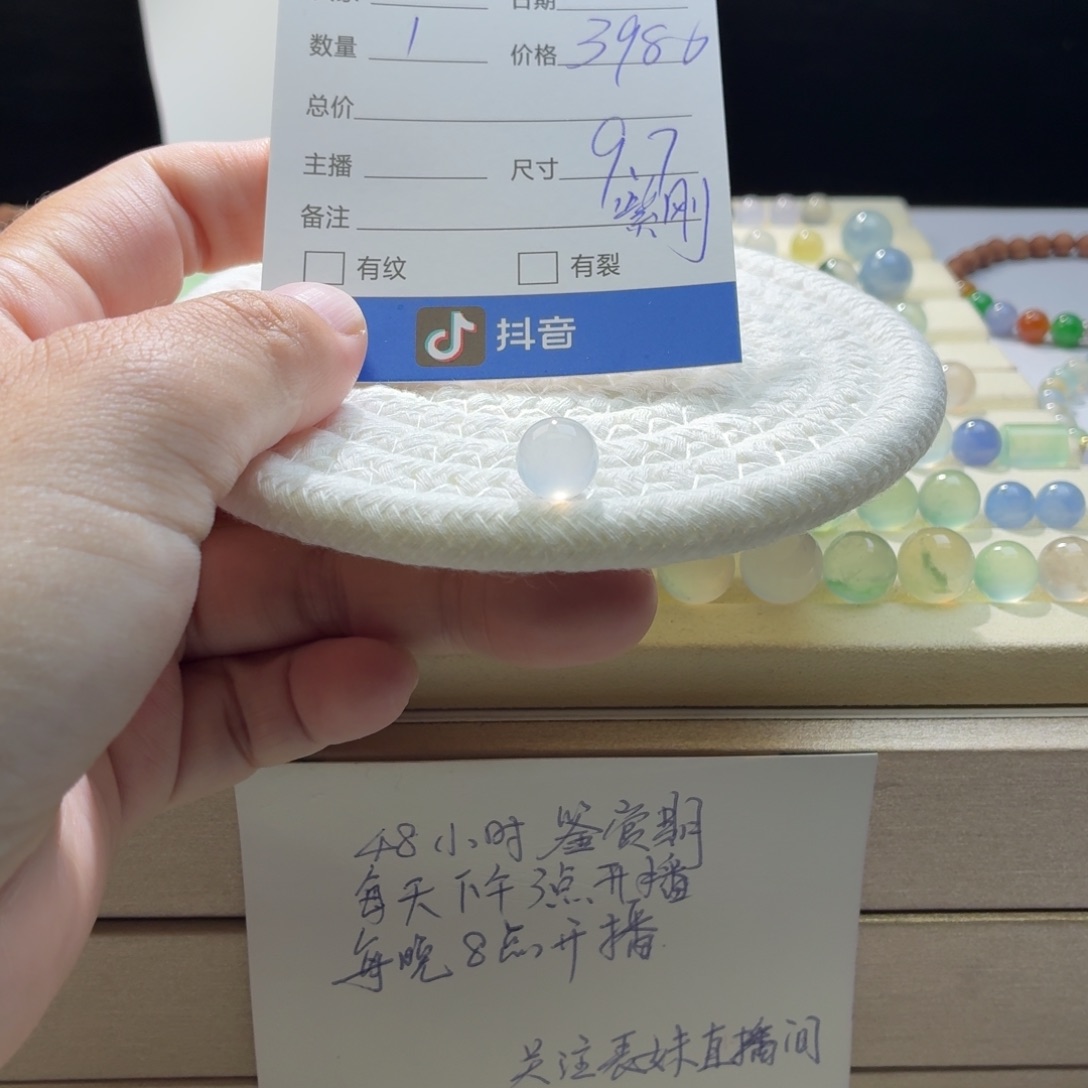 数量 1 价格 3986
总价
主播 尺寸 9.7
备注 紫刚
有纹 有裂
抖音
48小时鉴赏期
每天下午3点开播
每晚8点开播
关注表妹直播间